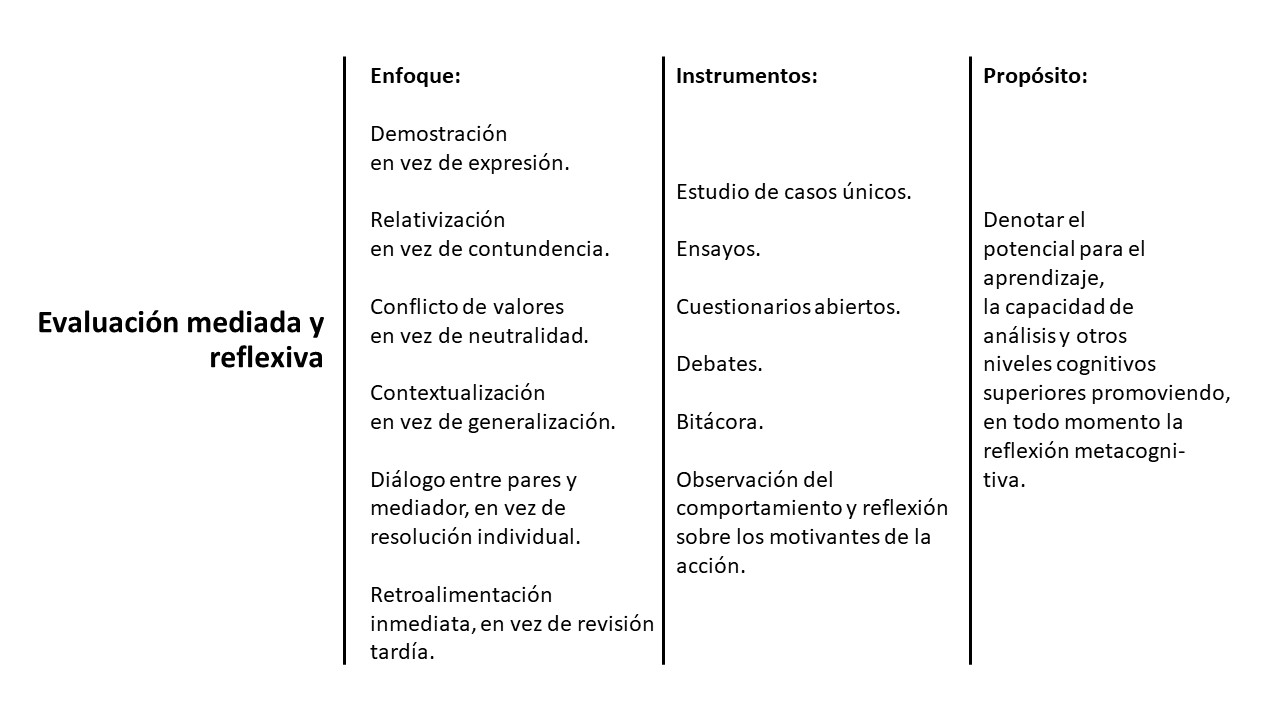 Evaluación mediada y
reflexiva
Enfoque:
Demostración
en vez de expresión.
Relativización
en vez de contundencia.
Conflicto de valores
en vez de neutralidad.
Contextualización
en vez de generalización.
Diálogo entre pares y
mediador, en vez de
resolución individual.
Retroalimentación
inmediata, en vez de revisión
tardía.
Instrumentos:
Estudio de casos únicos.
Ensayos.
Cuestionarios abiertos.
Debates.
Bitácora.
Observación del
comportamiento y reflexión
sobre los motivantes de la
acción.
Propósito:
Denotar el
potencial para el
aprendizaje,
la capacidad de
análisis y otros
niveles cognitivos
superiores promoviendo,
en todo momento la
reflexión metacogni-
tiva.